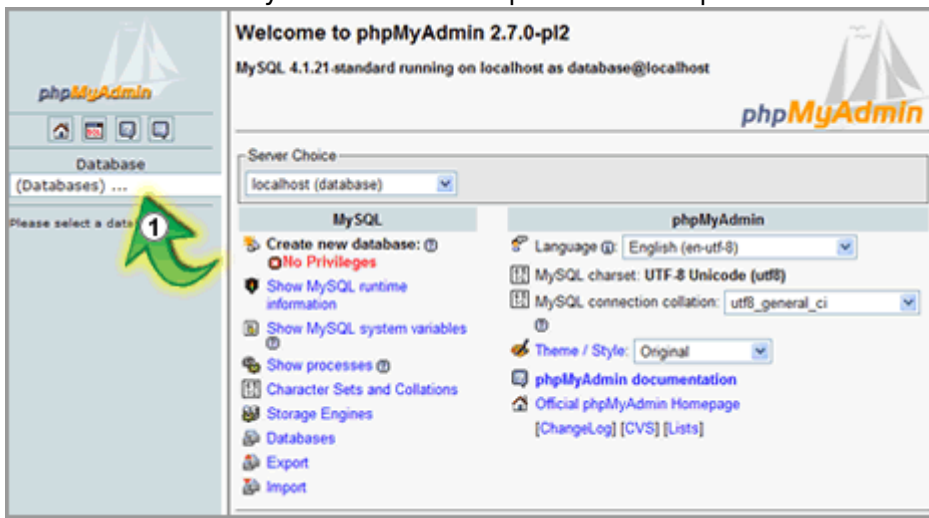 phpMyAdmin
Database
(Databases) ...
Please select a dat
1
Welcome to phpMyAdmin 2.7.0-pl2
MySQL 4.1.21-standard running on localhost as database@localhost
phpMyAdmin
Server Choice
localhost (database)
MySQL
Create new database:
No Privileges
Show MySQL runtime
information
Show MySQL system variables
Show processes
Character Sets and Collations
Storage Engines
Databases
Export
Import
phpMyAdmin
Language: English (en-utf-8)
MySQL charset: UTF-8 Unicode (utf8)
MySQL connection collation: utf8_general_ci
Theme / Style: Original
phpMyAdmin documentation
Official phpMyAdmin Homepage
[ChangeLog] [CVS] [Lists]